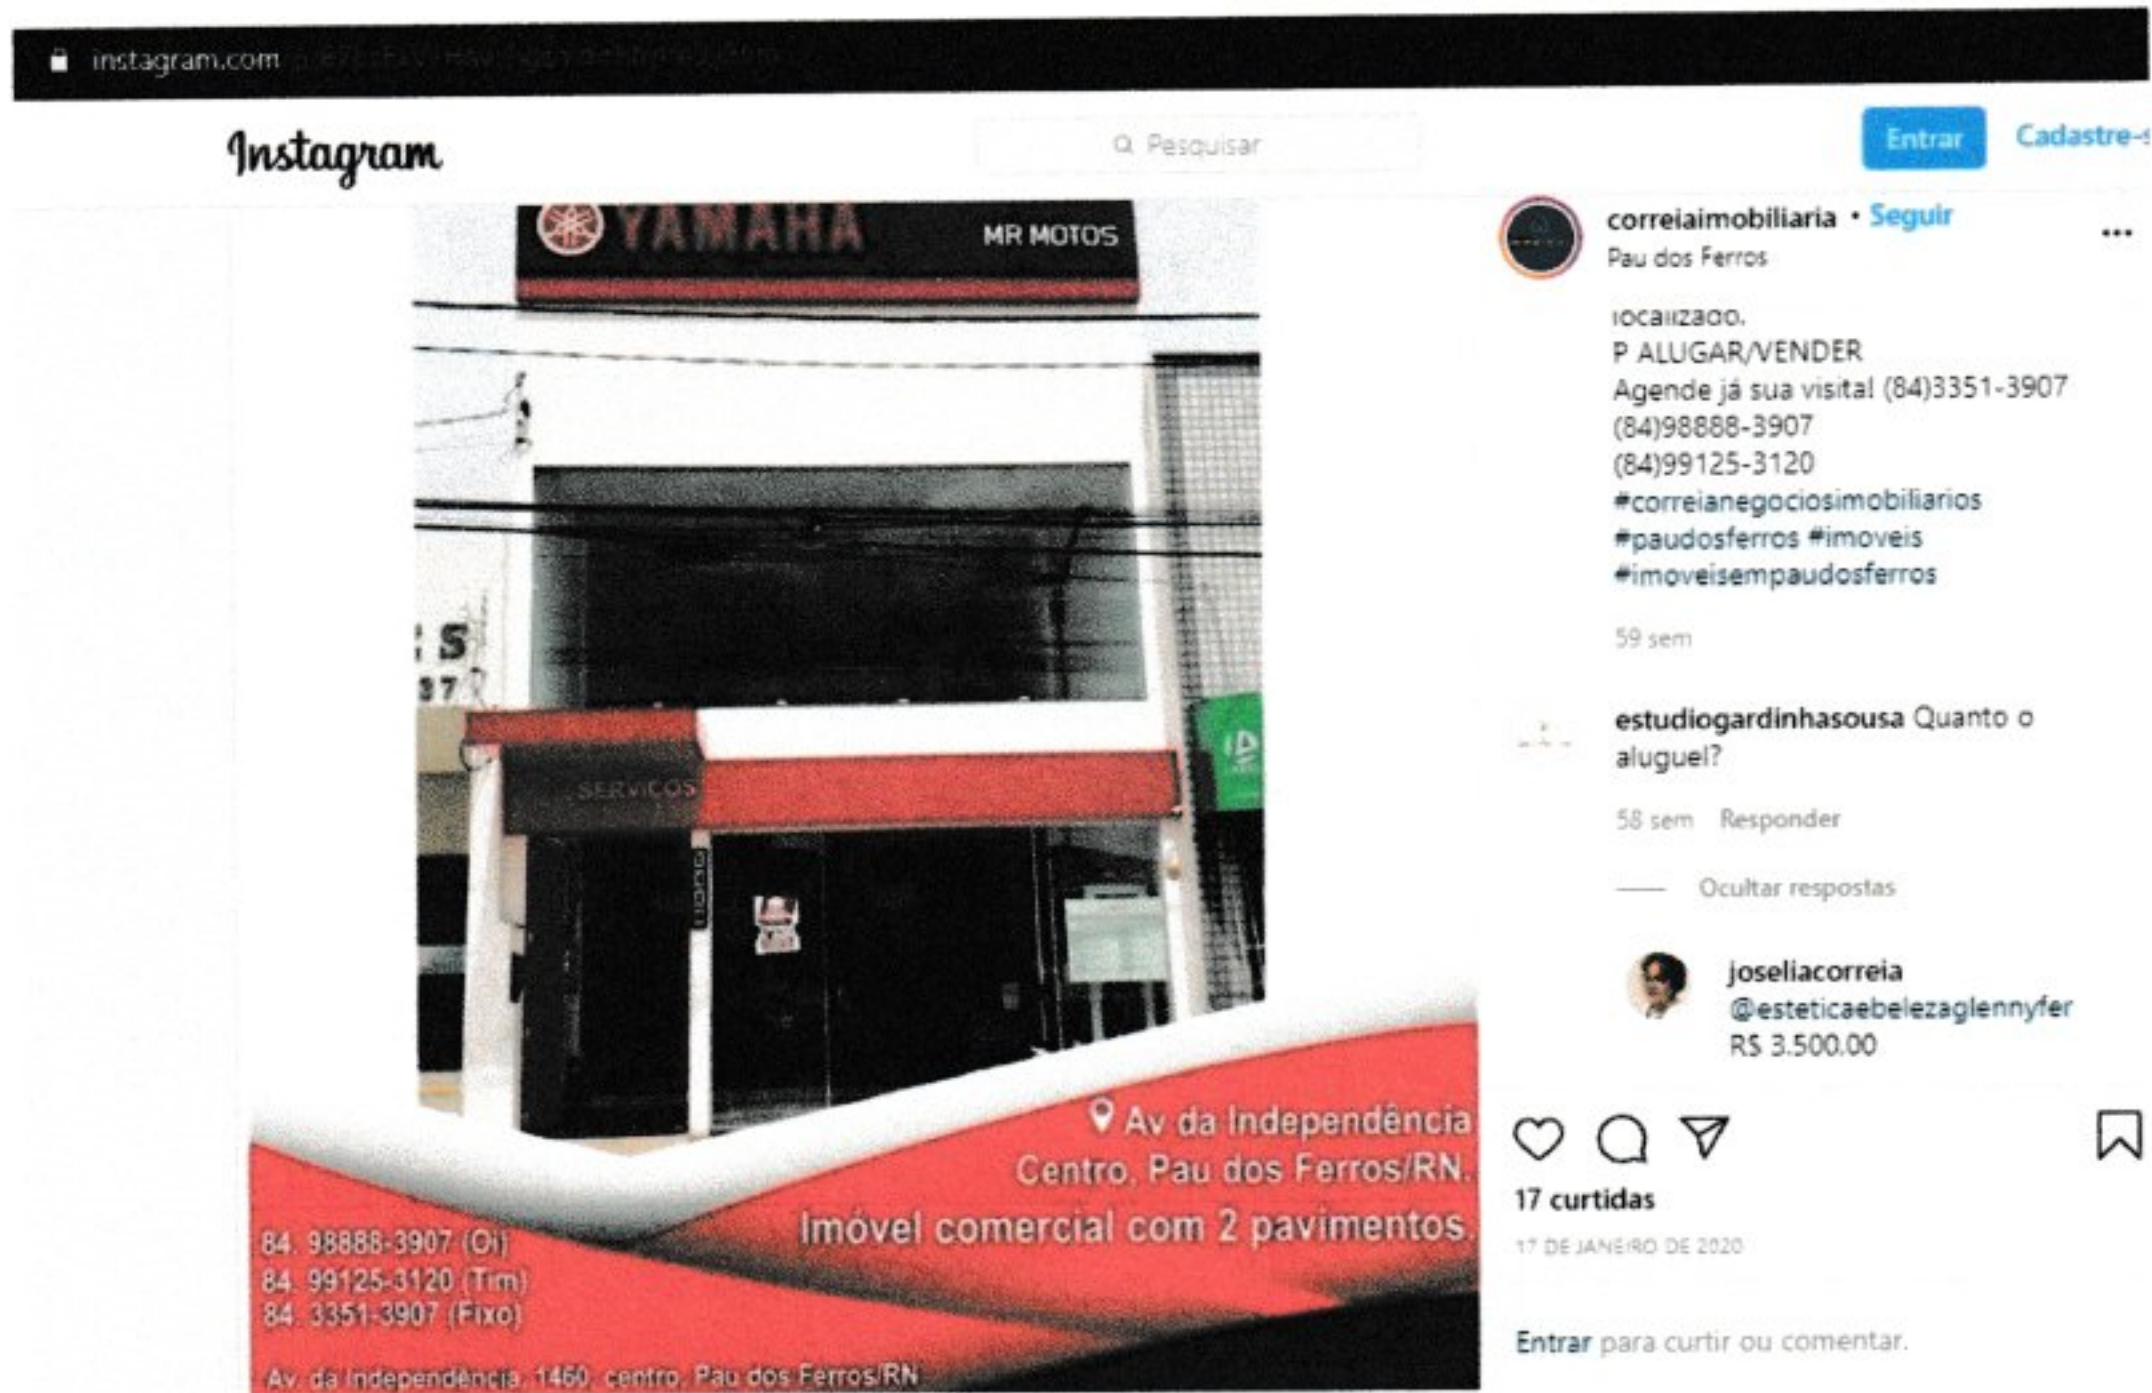 instagram.com
Instagram
Pesquisar
Entrar
Cadastre-s
YAMAHA
MR MOTOS
S
37
SERVIÇOS
Av da Independência
Centro, Pau dos Ferros/RN.
Imóvel comercial com 2 pavimentos.
84. 98888-3907 (Oi)
84. 99125-3120 (Tim)
84. 3351-3907 (Fixo)
Av. da Independência, 1460, centro, Pau dos Ferros/RN
correiaimobiliaria • Seguir
Pau dos Ferros
localizado.
P ALUGAR/VENDER
Agende já sua visita! (84)3351-3907
(84)98888-3907
(84)99125-3120
#correianegociosimobiliarios
#paudosferros #imoveis
#imoveisempaudosferros
59 sem
estudiogardinhasousa Quanto o
aluguel?
58 sem Responder
Ocultar respostas
joseliacorreia
@esteticaebelezaglennyfer
R$ 3.500.00
17 curtidas
17 DE JANEIRO DE 2020
Entrar para curtir ou comentar.